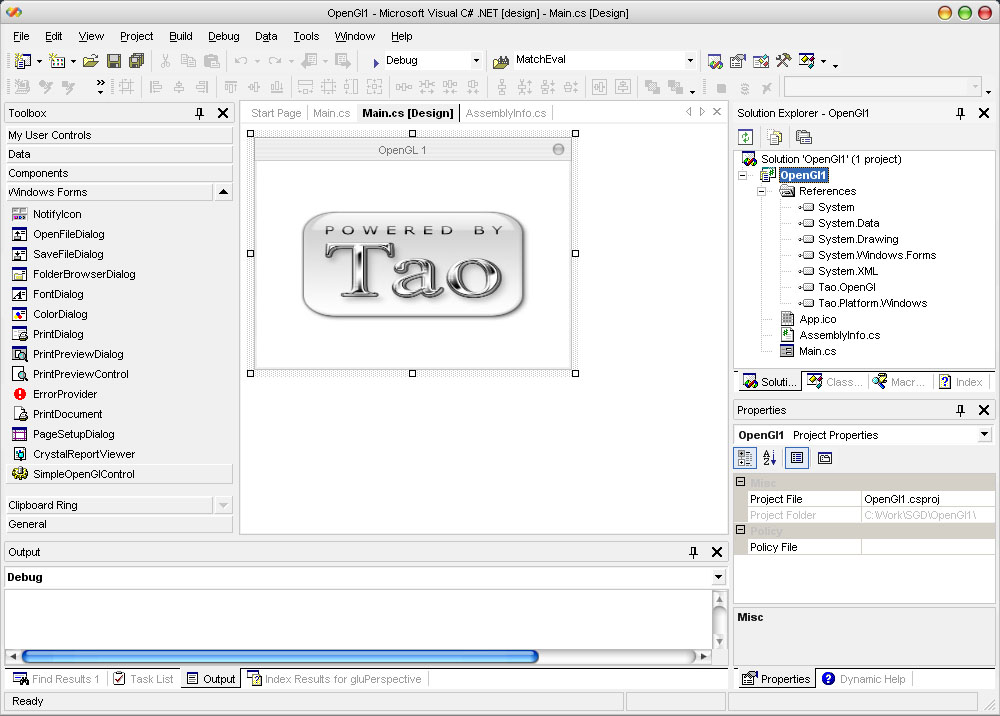 OpenGl1 - Microsoft Visual C# .NET [design] - Main.cs [Design]
File Edit View Project Build Debug Data Tools Window Help
Debug MatchEval
Toolbox
My User Controls
Data
Components
Windows Forms
NotifyIcon
OpenFileDialog
SaveFileDialog
FolderBrowserDialog
FontDialog
ColorDialog
PrintDialog
PrintPreviewDialog
PrintPreviewControl
ErrorProvider
PrintDocument
PageSetupDialog
CrystalReportViewer
SimpleOpenGlControl
Clipboard Ring
General
Start Page Main.cs Main.cs [Design] AssemblyInfo.cs
OpenGL 1
POWERED BY
Tao
Solution Explorer - OpenGl1
Solution 'OpenGl1' (1 project)
OpenGl1
References
System
System.Data
System.Drawing
System.Windows.Forms
System.XML
Tao.OpenGl
Tao.Platform.Windows
App.ico
AssemblyInfo.cs
Main.cs
Soluti... Class... Macr... Index
Properties
OpenGl1 Project Properties
Misc
Project File OpenGl1.csproj
Project Folder C:\Work\SGD\OpenGl1\
Policy
Policy File
Misc
Properties Dynamic Help
Output
Debug
Find Results 1 Task List Output Index Results for gluPerspective
Ready